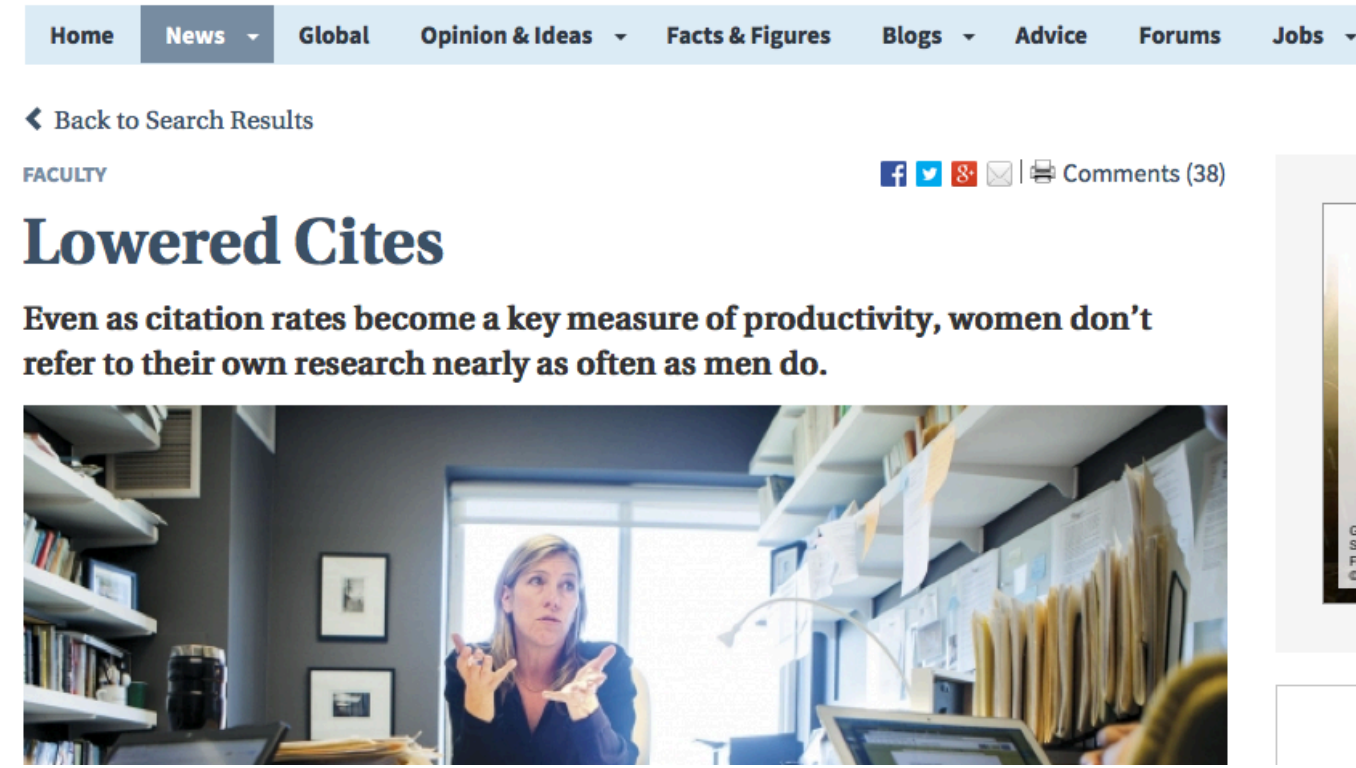 Home News Global Opinion & Ideas Facts & Figures Blogs Advice Forums Jobs
Back to Search Results
FACULTY
Comments (38)
Lowered Cites
Even as citation rates become a key measure of productivity, women don't
refer to their own research nearly as often as men do.